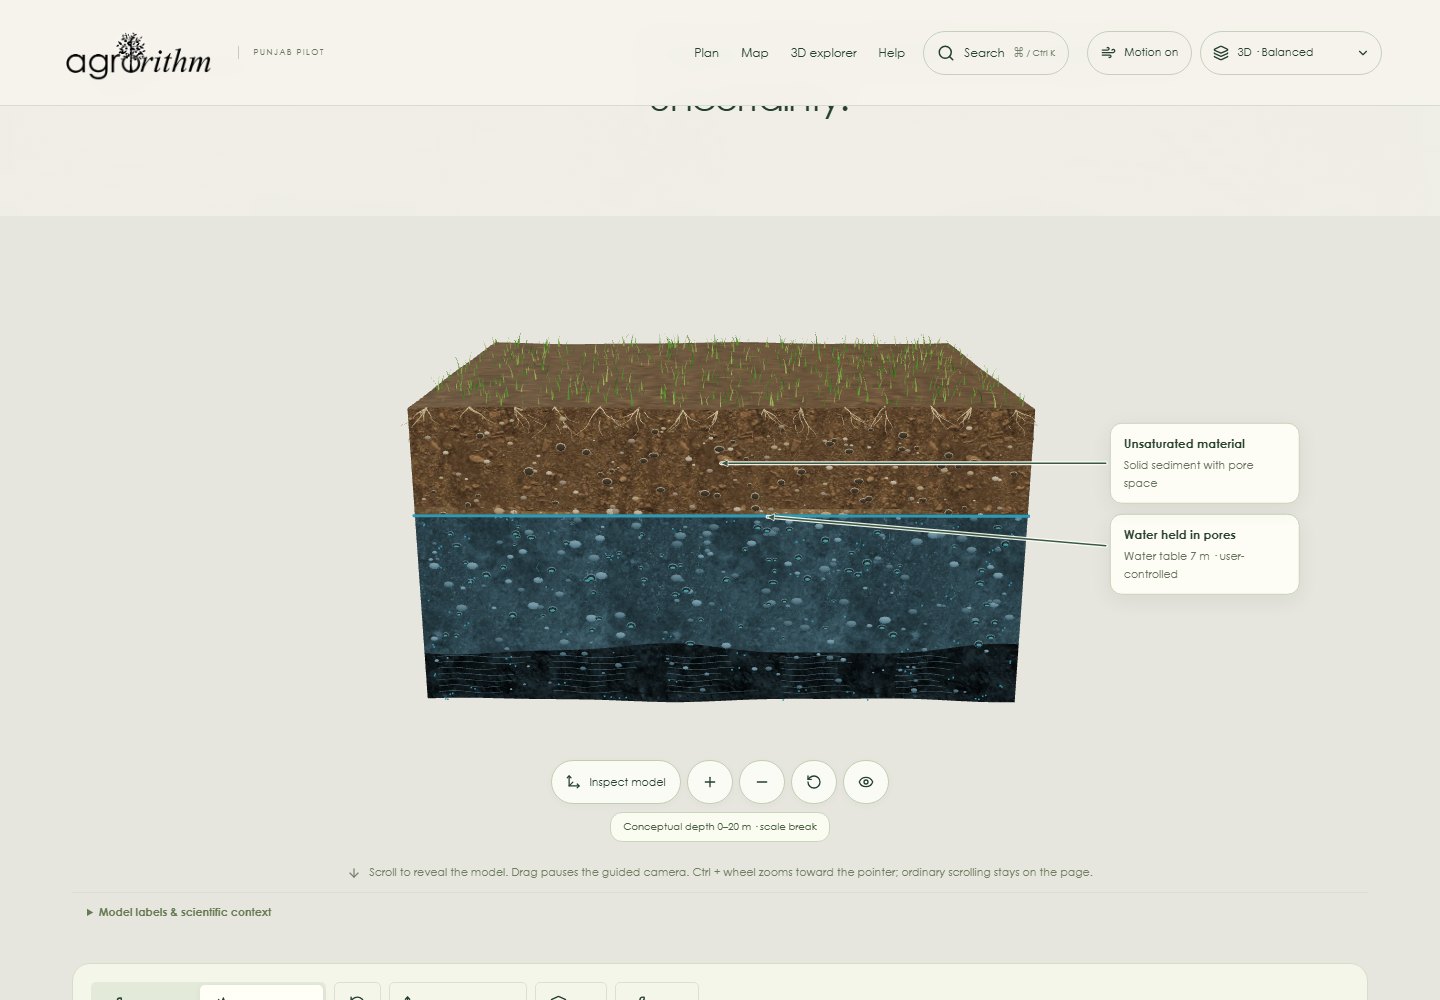 agrorithm
PUNJAB PILOT
Plan
Map
3D explorer
Help
Search ⌘ / Ctrl K
Motion on
3D · Balanced
uncertainty.
Unsaturated material
Solid sediment with pore
space
Water held in pores
Water table 7 m · user-
controlled
Inspect model
Conceptual depth 0–20 m · scale break
Scroll to reveal the model. Drag pauses the guided camera. Ctrl + wheel zooms toward the pointer; ordinary scrolling stays on the page.
Model labels & scientific context